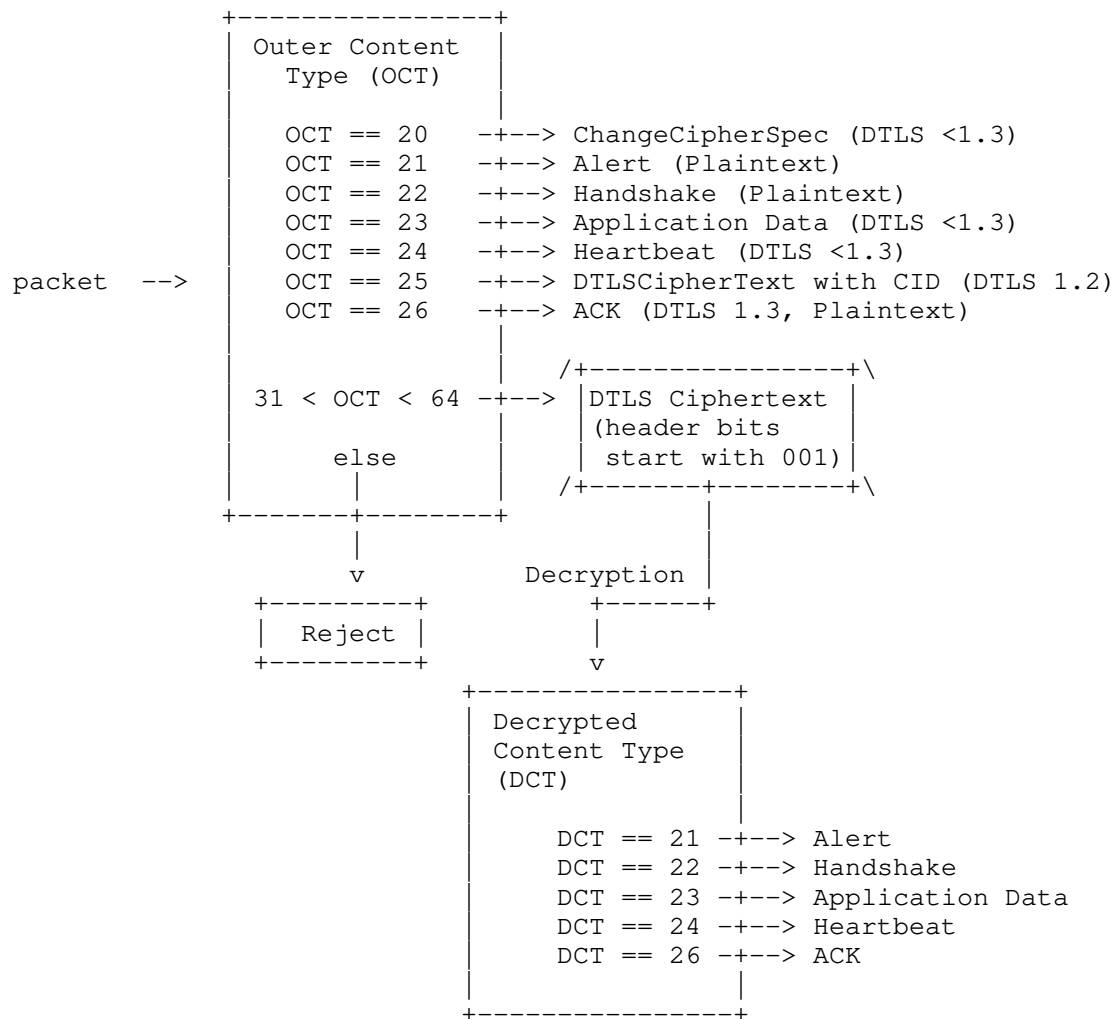 Outer Content
Type (OCT)
OCT == 20 -+--> ChangeCipherSpec (DTLS <1.3)
OCT == 21 -+--> Alert (Plaintext)
OCT == 22 -+--> Handshake (Plaintext)
OCT == 23 -+--> Application Data (DTLS <1.3)
OCT == 24 -+--> Heartbeat (DTLS <1.3)
packet --> OCT == 25 -+--> DTLSCipherText with CID (DTLS 1.2)
OCT == 26 -+--> ACK (DTLS 1.3, Plaintext)
31 < OCT < 64 -+--> DTLS Ciphertext
(header bits
else start with 001)
v Decryption
Reject
v
Decrypted
Content Type
(DCT)
DCT == 21 -+--> Alert
DCT == 22 -+--> Handshake
DCT == 23 -+--> Application Data
DCT == 24 -+--> Heartbeat
DCT == 26 -+--> ACK